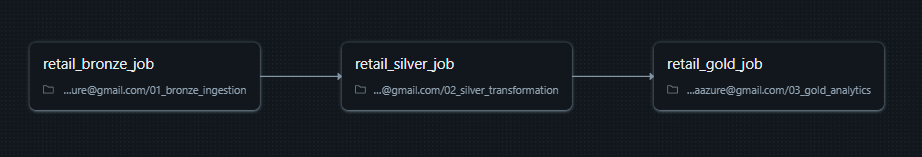 retail_bronze_job
...ure@gmail.com/01_bronze_ingestion
retail_silver_job
...@gmail.com/02_silver_transformation
retail_gold_job
...aazure@gmail.com/03_gold_analytics